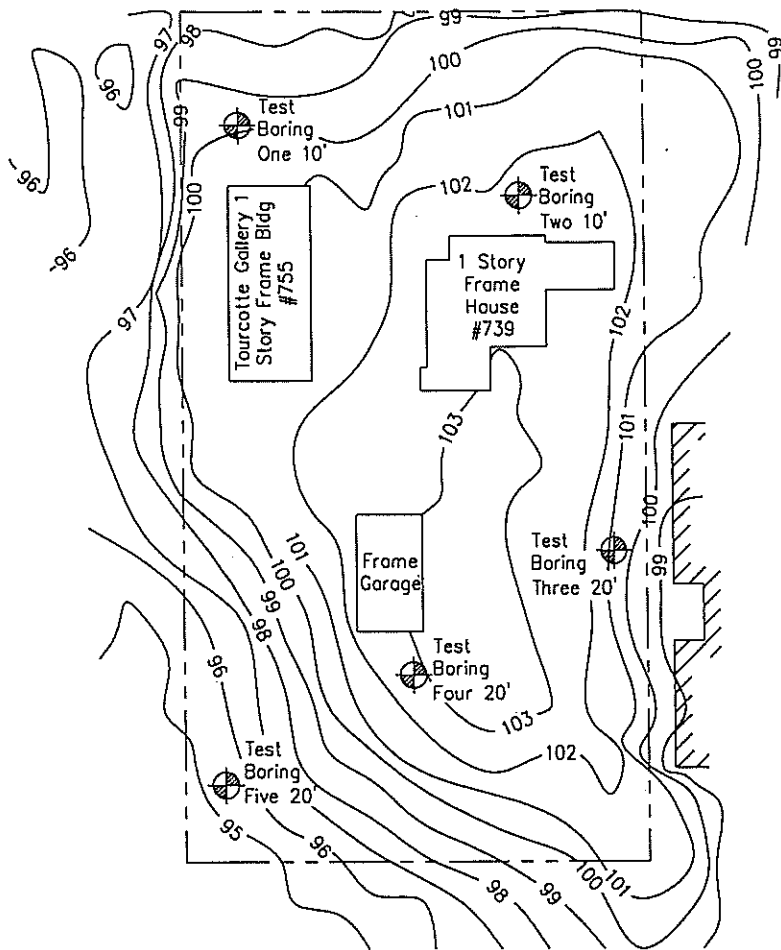 97
98
99
99
100
96
100
101
99
Test
Boring
One 10'
102
Test
Boring
Two 10'
96
-96
100
Tourcotte Gallery 1
Story Frame Bldg
#755
1 Story
Frame
House
#739
102
97
103
101
100
99
101
100
99
98
Frame
Garage
Test
Boring
Three 20'
96
Test
Boring
Four 20'
103
102
Test
Boring
Five 20'
95
96
98
99
100
101